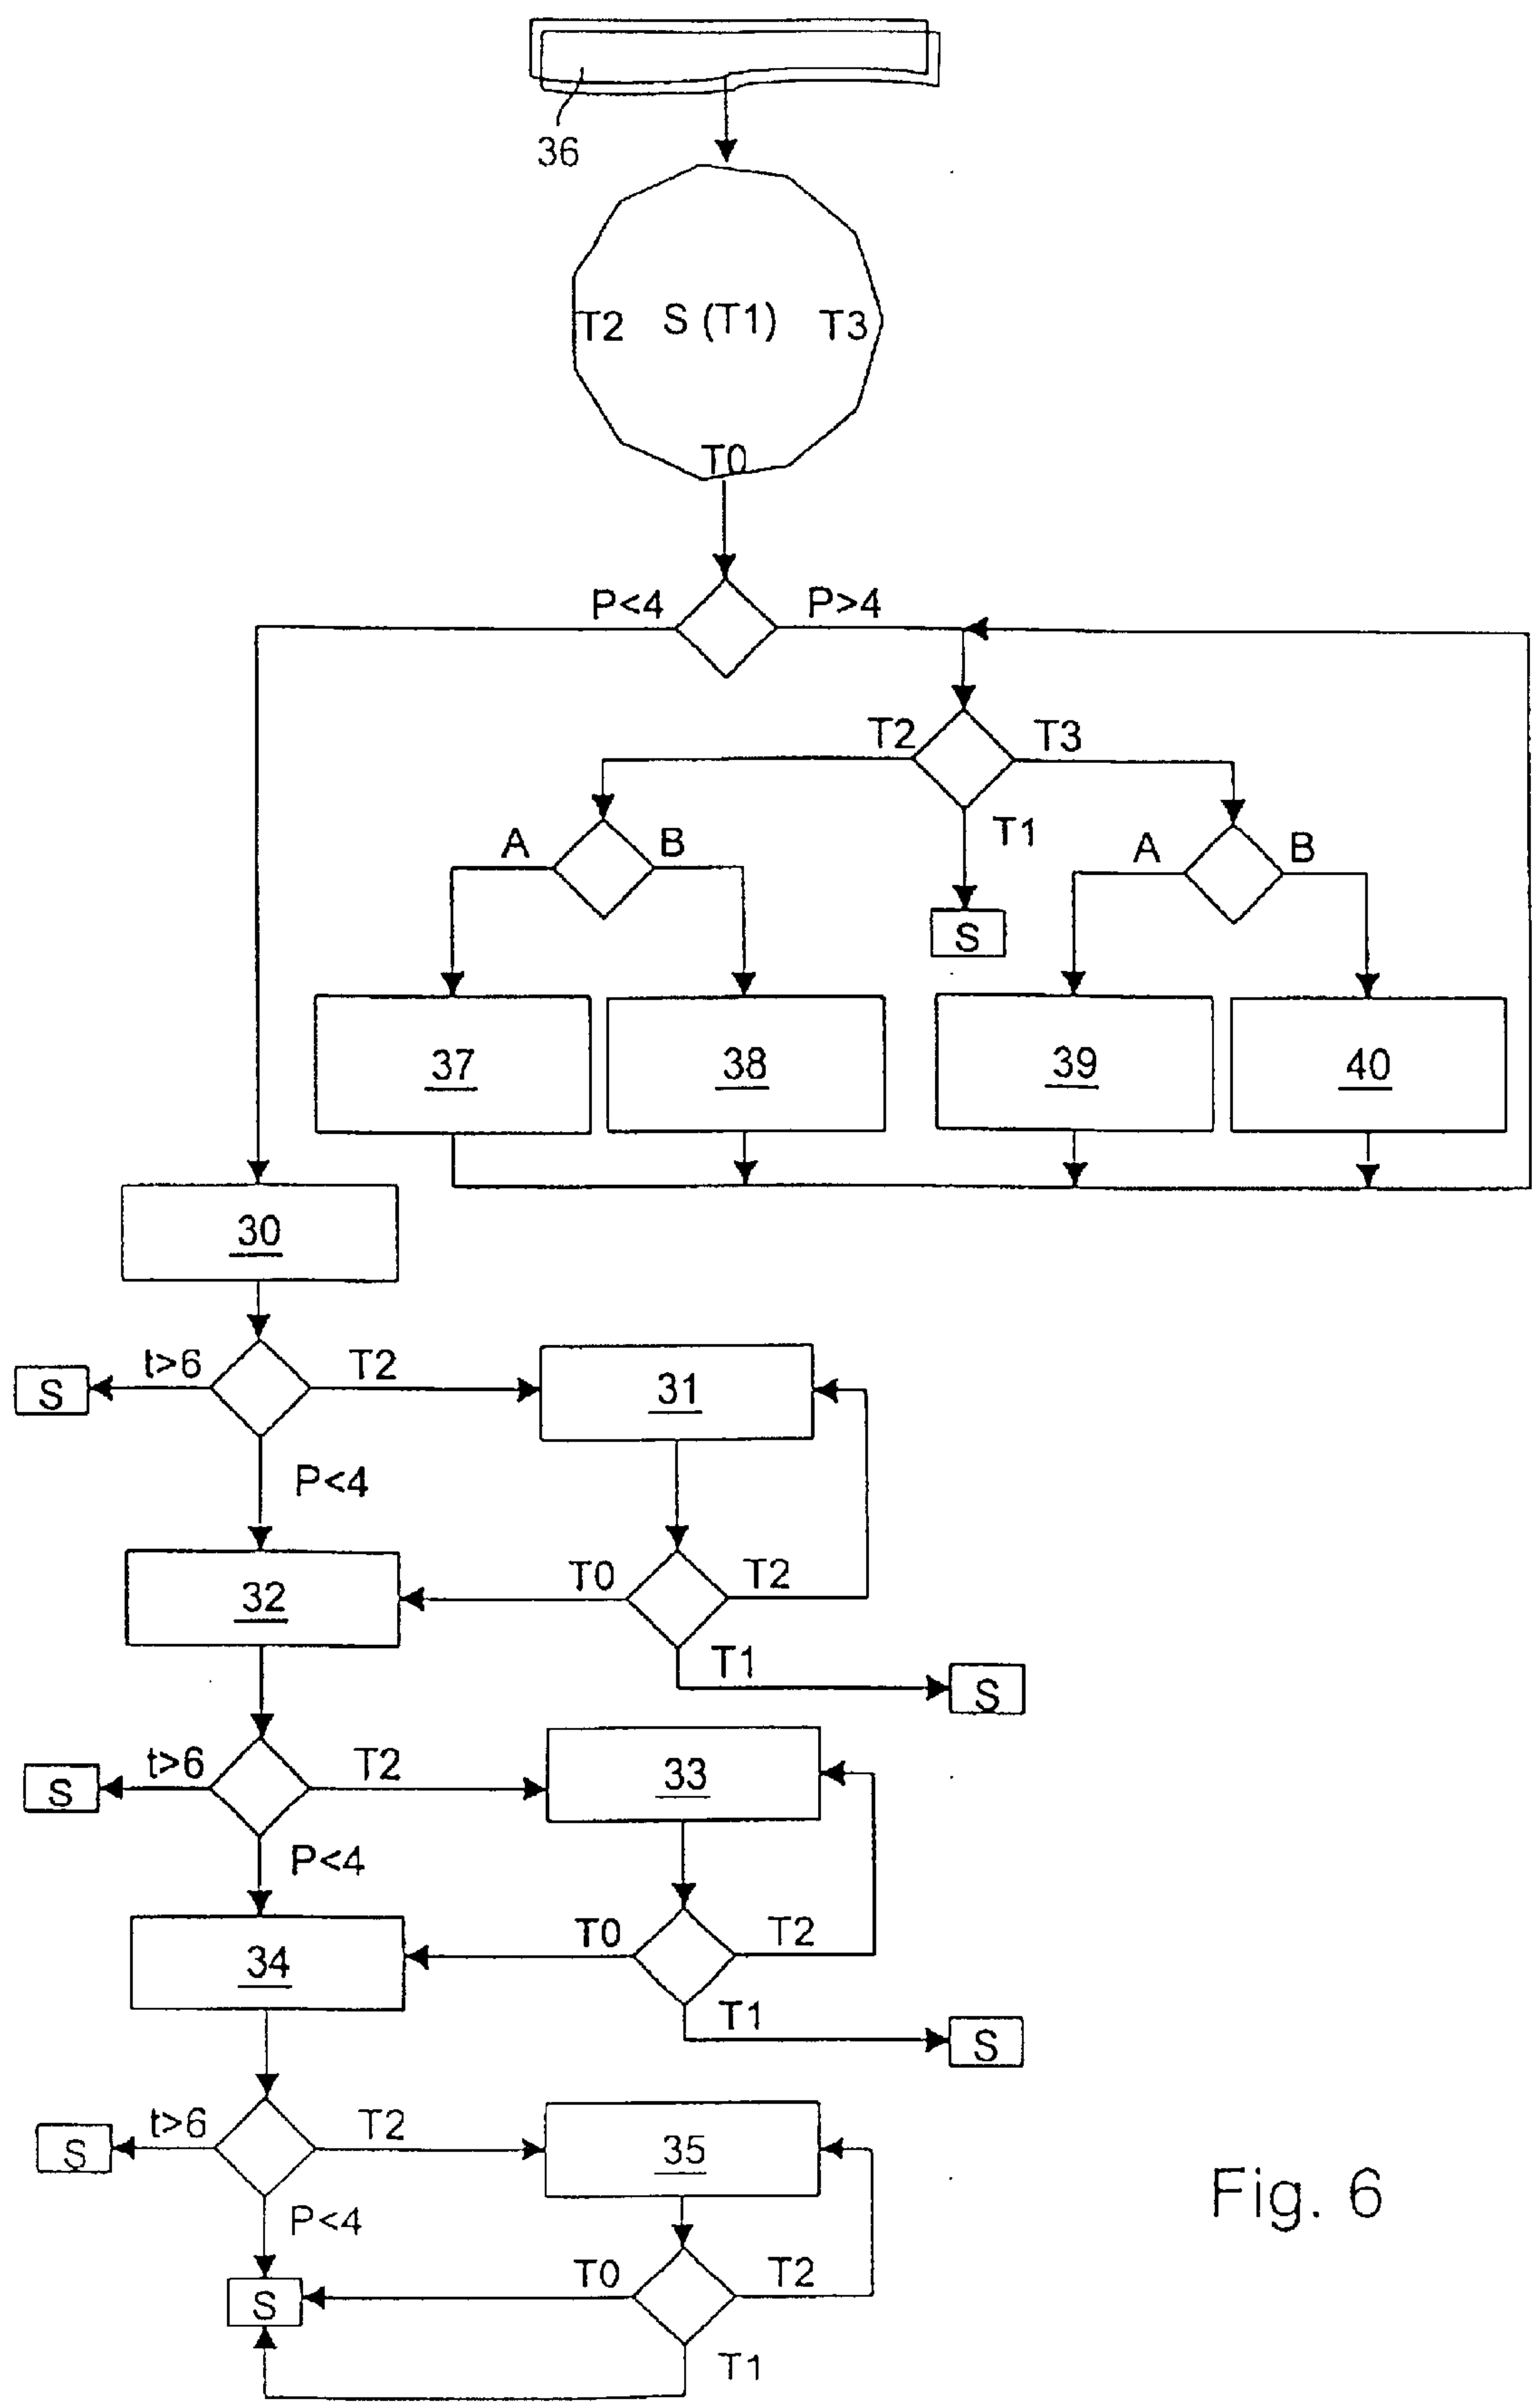 36
T2 S (T1) T3
T0
P<4 P>4
T2 T3
T1
A B
A B
S
37 38 39 40
30
t>6 T2
S
31
P<4
T0 T2
32
T1
S
t>6 T2
S
33
P<4
T0 T2
34
T1
S
t>6 T2
S
35
P<4
T0 T2
S
T1
Fig. 6